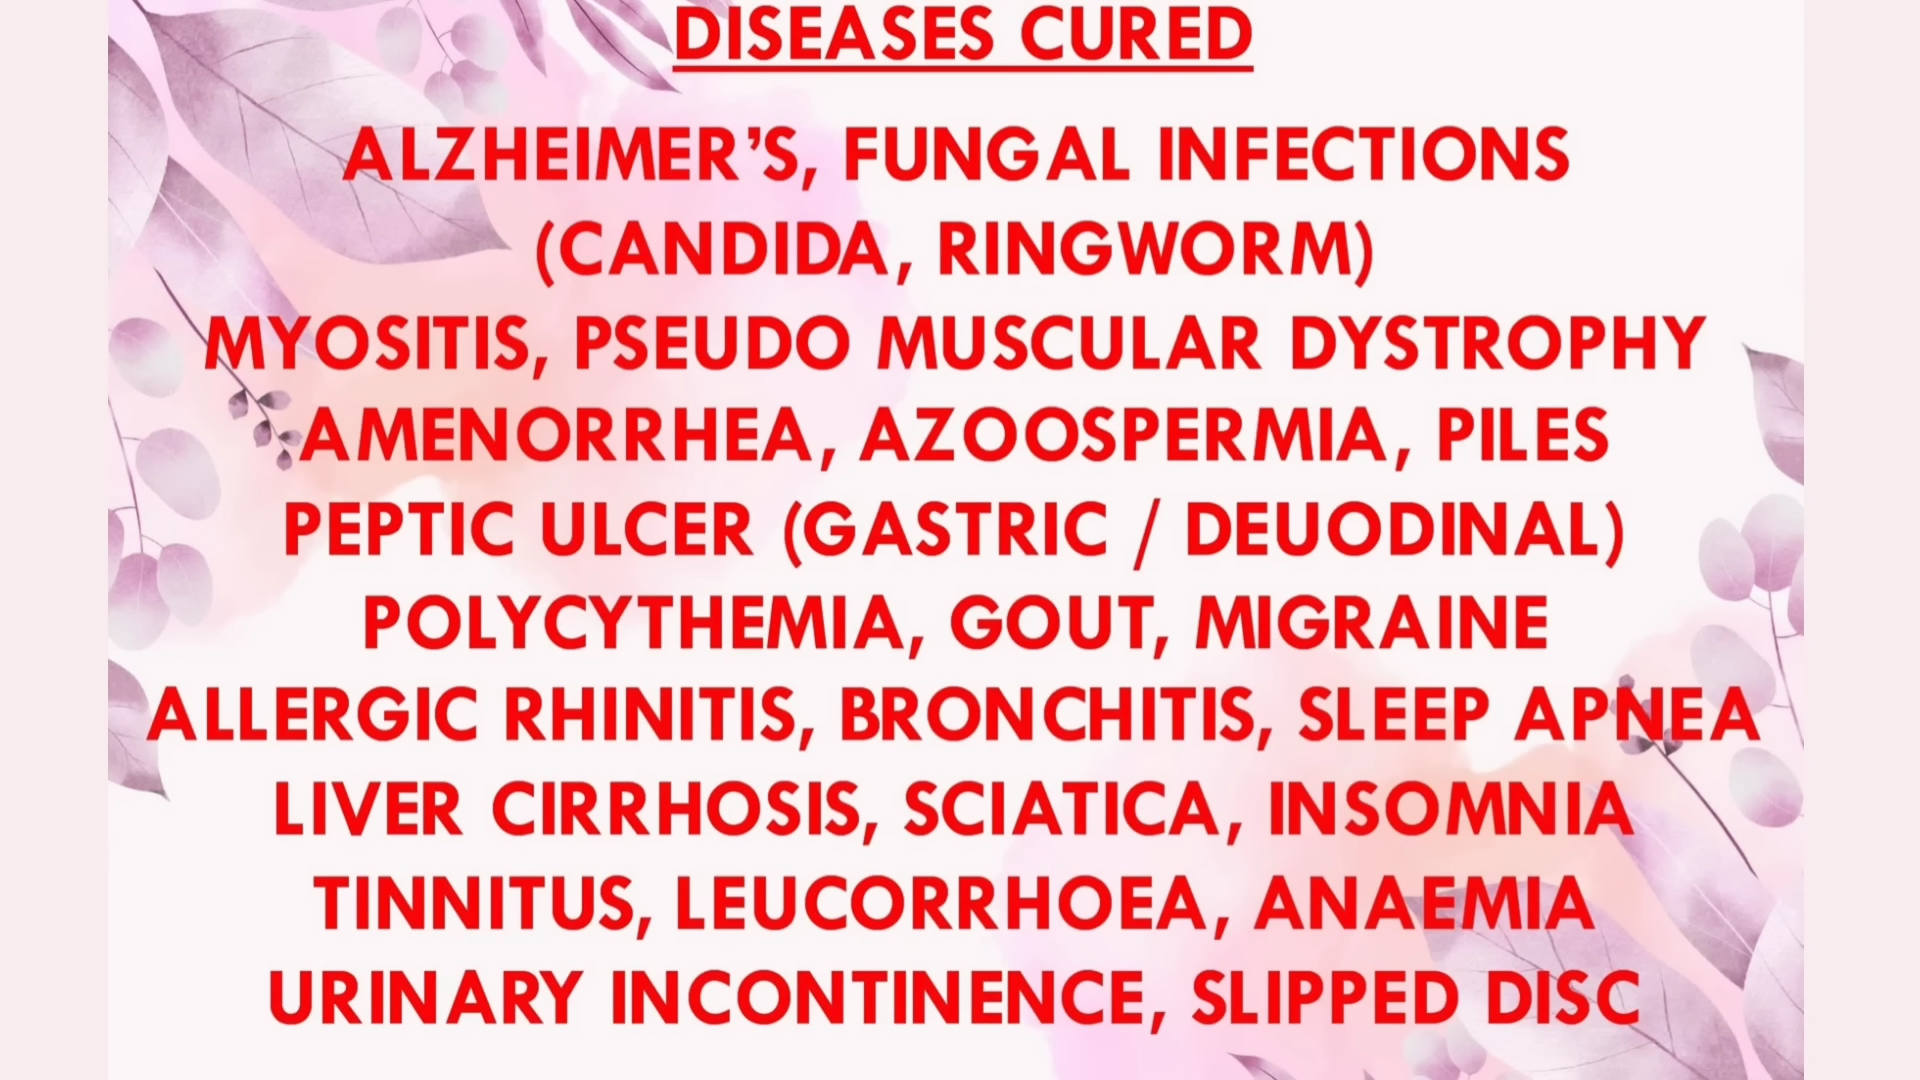 DISEASES CURED
ALZHEIMER’S, FUNGAL INFECTIONS
(CANDIDA, RINGWORM)
MYOSITIS, PSEUDO MUSCULAR DYSTROPHY
AMENORRHEA, AZOOSPERMIA, PILES
PEPTIC ULCER (GASTRIC / DEUODINAL)
POLYCYTHEMIA, GOUT, MIGRAINE
ALLERGIC RHINITIS, BRONCHITIS, SLEEP APNEA
LIVER CIRRHOSIS, SCIATICA, INSOMNIA
TINNITUS, LEUCORRHOEA, ANAEMIA
URINARY INCONTINENCE, SLIPPED DISC